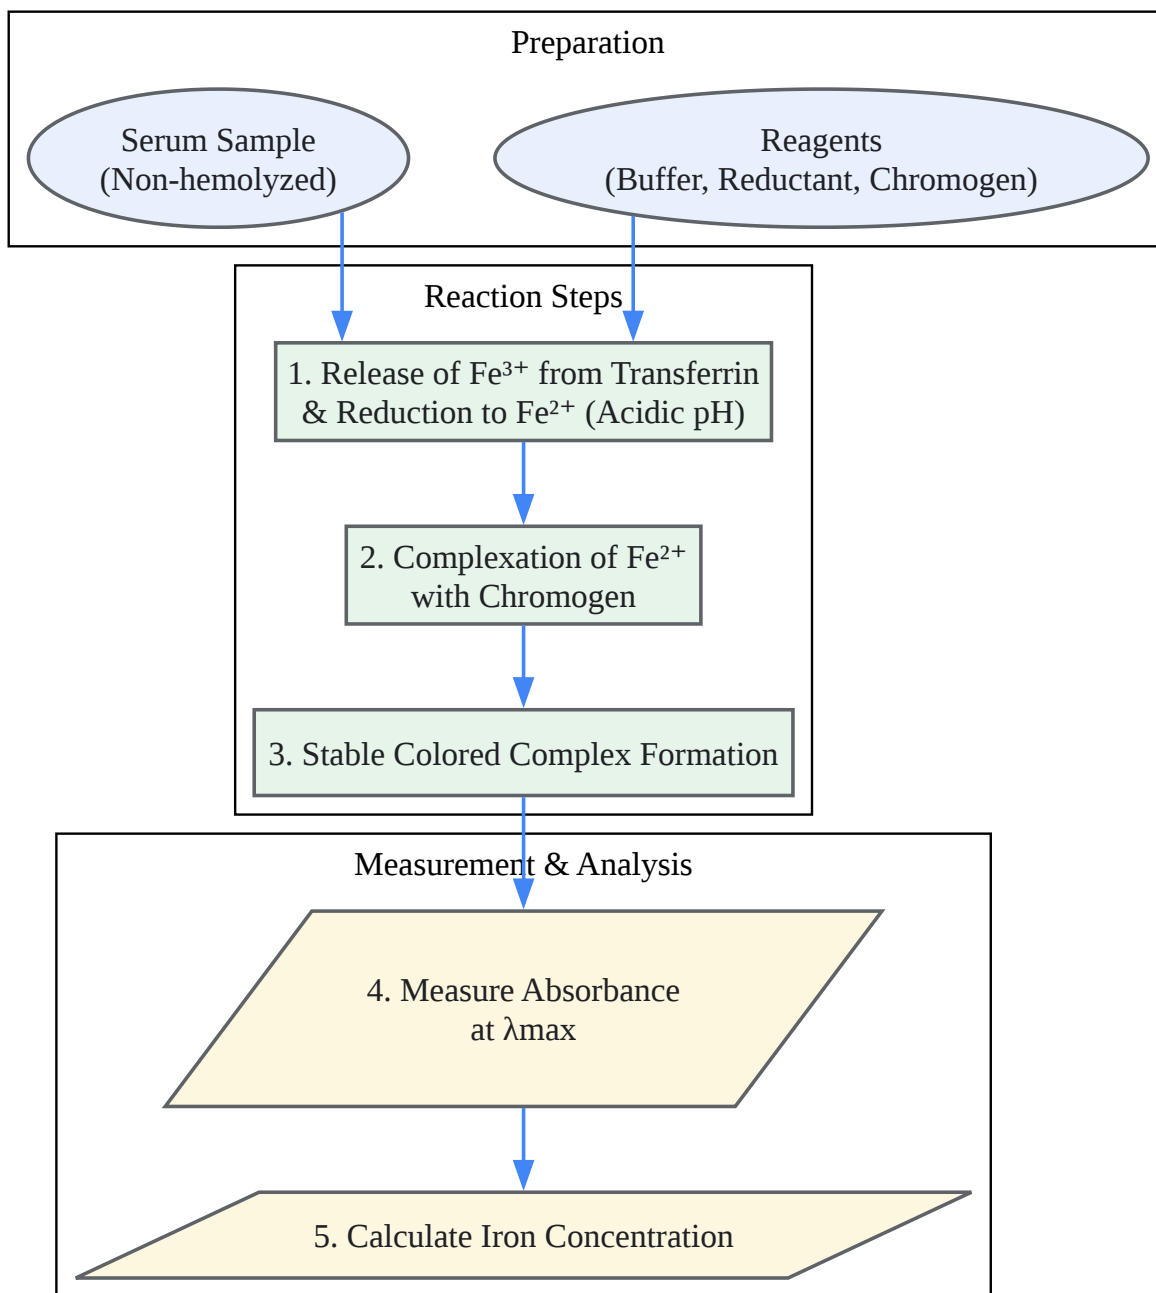 Preparation
Serum Sample
(Non-hemolyzed)
Reagents
(Buffer, Reductant, Chromogen)
Reaction Steps
1. Release of Fe³⁺ from Transferrin
& Reduction to Fe²⁺ (Acidic pH)
2. Complexation of Fe²⁺
with Chromogen
3. Stable Colored Complex Formation
Measurement & Analysis
4. Measure Absorbance
at λmax
5. Calculate Iron Concentration